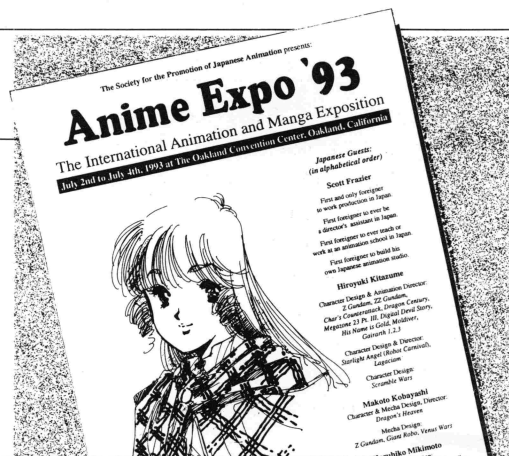 The Society for the Promotion of Japanese Animation presents:
Anime Expo '93
The International Animation and Manga Exposition
July 2nd to July 4th, 1993 at The Oakland Convention Center, Oakland, California
Japanese Guests:
(in alphabetical order)
Scott Frazier
First and only foreigner
to work production in Japan
First foreigner to ever be
a director's assistant in Japan.
First foreigner to ever teach or
work at an animation school in Japan.
First foreigner to build his
own Japanese animation studio.
Hiroyuki Kitazume
Character Design & Animation Director:
Z Gundam, ZZ Gundam,
Char's Counterattack, Dragon Century,
Megazone 23 Pt. III, Digital Devil Story,
His Name is Gold, Moldiver,
Gairarth 1,2,3
Character Design & Director:
Starlight Angel (Robot Carnival),
Lagacium
Character Design:
Scramble Wars
Makoto Kobayashi
Character & Mecha Design, Director:
Dragon's Heaven
Mecha Design:
Z Gundam, Giant Robo, Venus Wars
Mikimoto